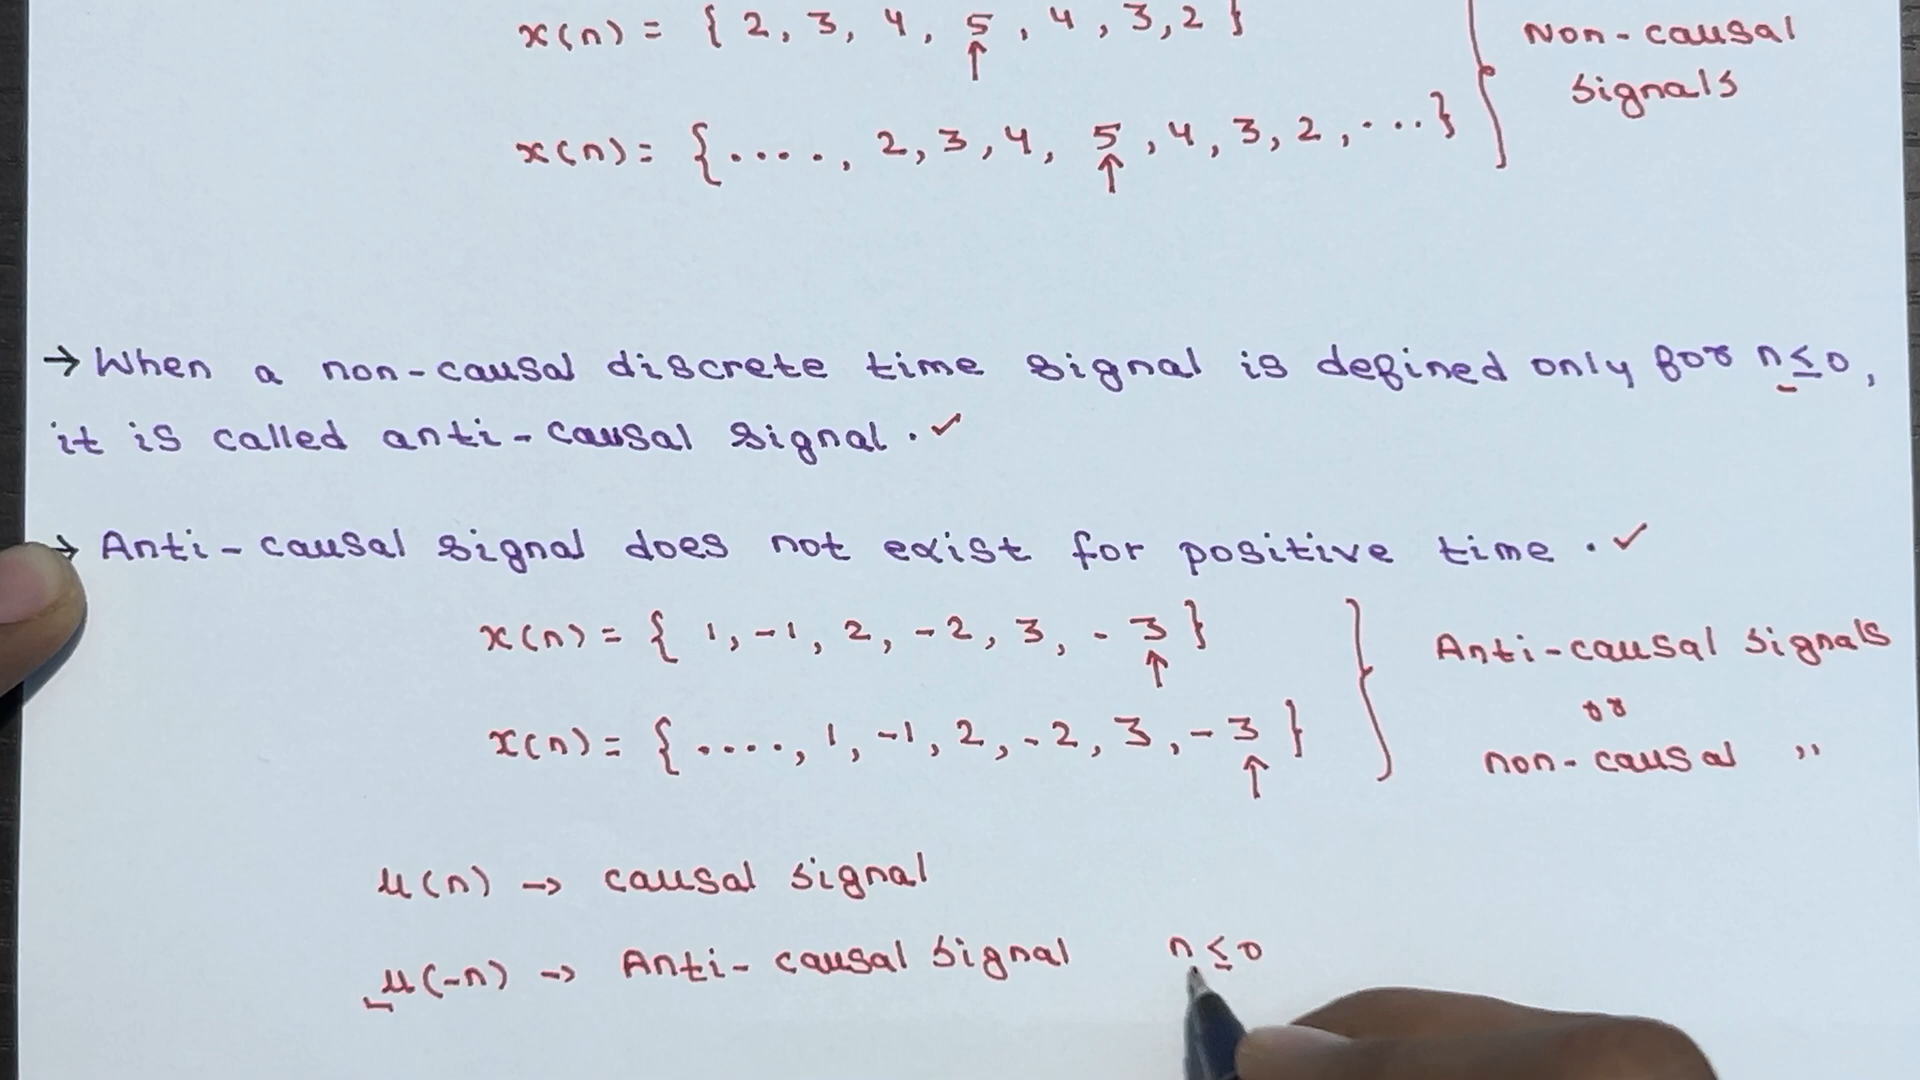 x(n) = { 2, 3, 4, 5, 4, 3, 2 }
↑
Non-causal
signals
x(n) = { ...., 2, 3, 4, 5, 4, 3, 2, ... }
↑
→ When a non-causal discrete time signal is defined only for n ≤ 0,
it is called anti-causal signal. ✓
→ Anti-causal signal does not exist for positive time. ✓
x(n) = { 1, -1, 2, -2, 3, -3 }
↑
x(n) = { ...., 1, -1, 2, -2, 3, -3 }
↑
Anti-causal signals
or
non-causal ,,
u(n) → causal signal
u(-n) → Anti-causal signal n ≤ 0